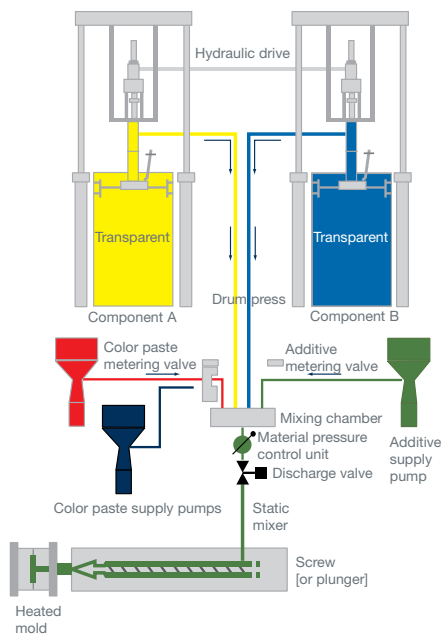 Hydraulic drive
Transparent
Transparent
Drum press
Component A
Component B
Color paste
metering valve
Additive
metering valve
Mixing chamber
Material pressure
control unit
Additive
supply
pump
Discharge valve
Color paste supply pumps
Static
mixer
Screw
[or plunger]
Heated
mold